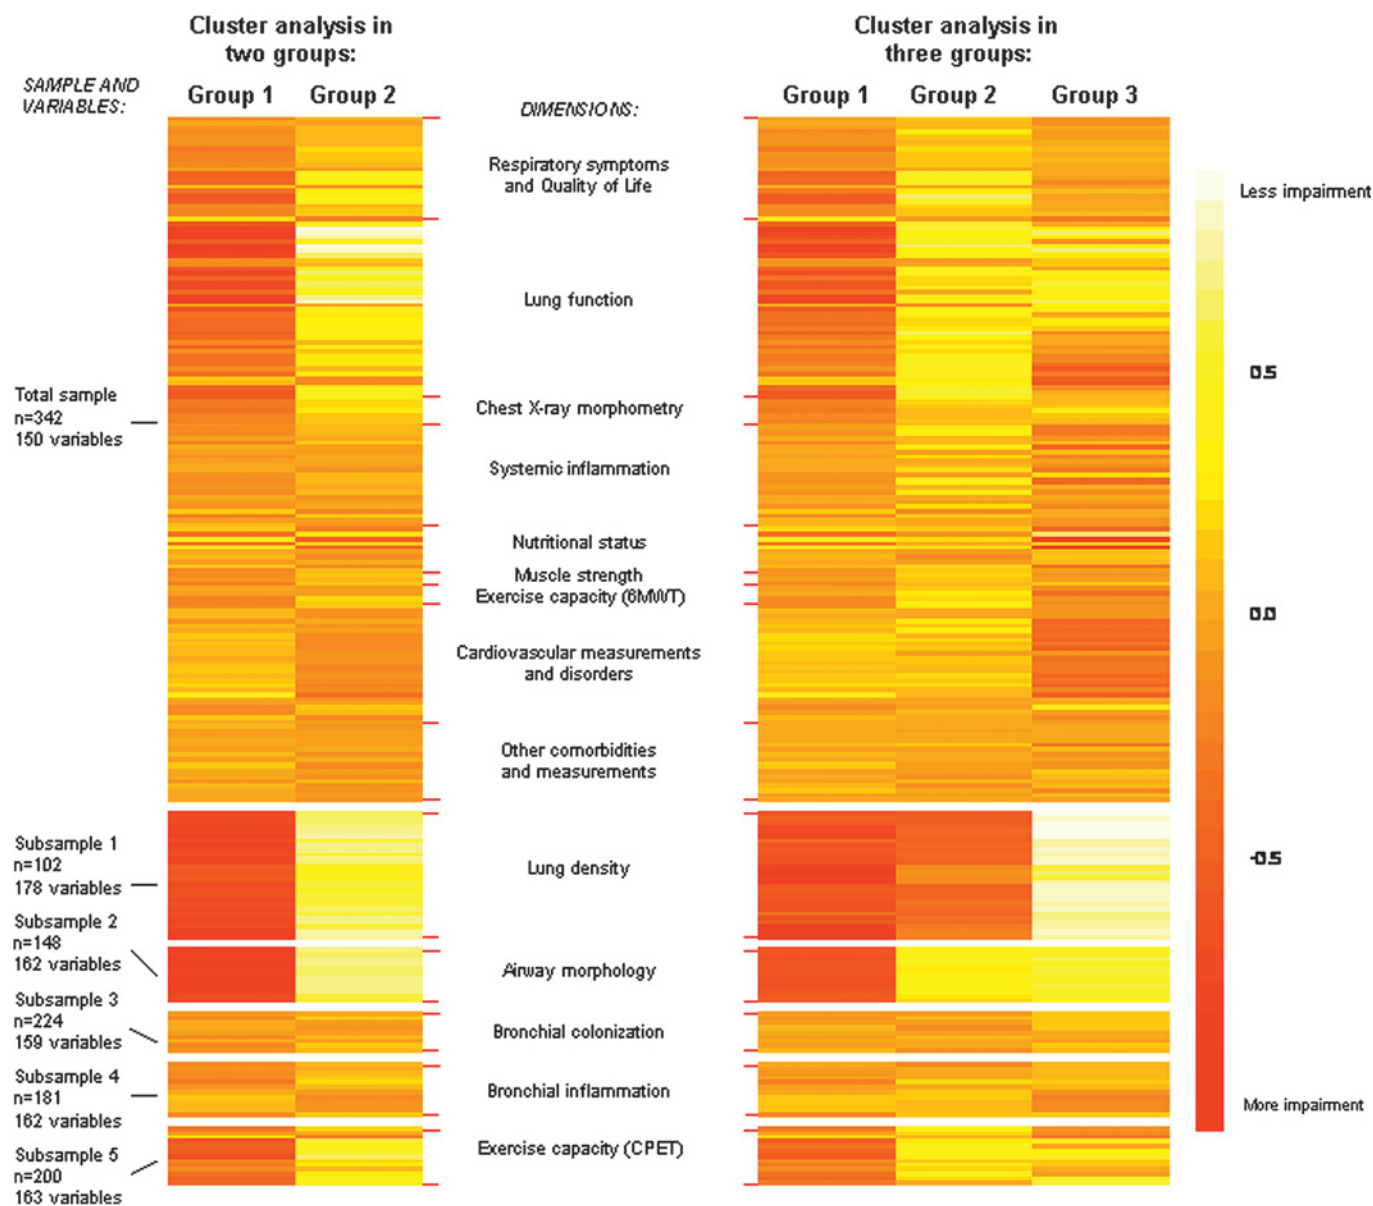 Cluster analysis in
two groups:
Cluster analysis in
three groups:
SAMPLE AND
VARIABLES:
Group 1
Group 2
DIMENSIONS:
Group 1
Group 2
Group 3
Respiratory symptoms
and Quality of Life
Less impairment
Lung function
0.5
Total sample
n=342
150 variables
Chest X-ray morphometry
Systemic inflammation
Nutritional status
Muscle strength
Exercise capacity (6MWT)
0.0
Cardiovascular measurements
and disorders
Other comorbidities
and measurements
Subsample 1
n=102
178 variables
Lung density
-0.5
Subsample 2
n=148
162 variables
Airway morphology
Subsample 3
n=224
159 variables
Bronchial colonization
Subsample 4
n=181
162 variables
Bronchial inflammation
More impairment
Subsample 5
n=200
163 variables
Exercise capacity (CPET)